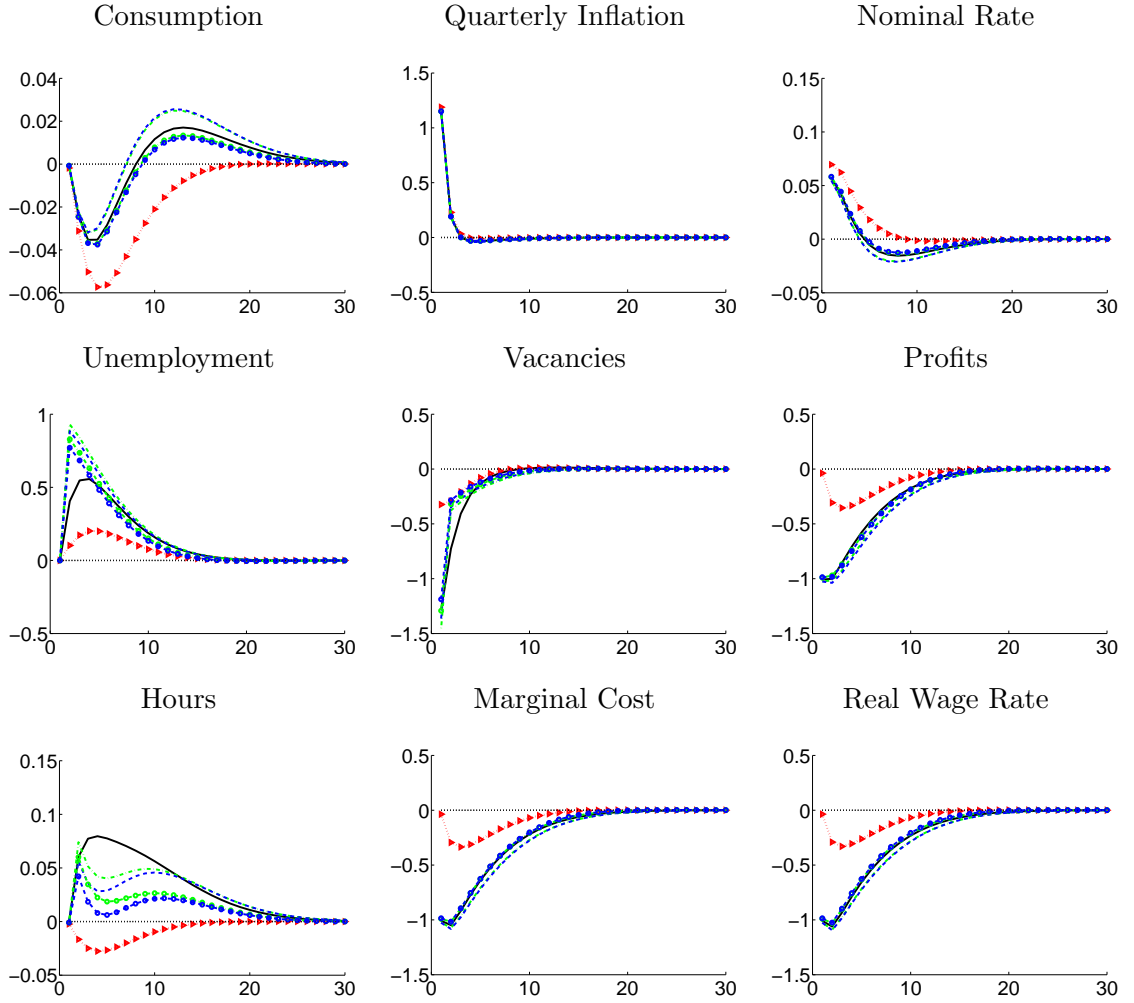 Consumption
0.04
0.02
0
−0.02
−0.04
−0.06
0 10 20 30
Quarterly Inflation
1.5
1
0.5
0
−0.5
0 10 20 30
Nominal Rate
0.15
0.1
0.05
0
−0.05
0 10 20 30
Unemployment
1
0.5
0
−0.5
0 10 20 30
Vacancies
0.5
0
−0.5
−1
−1.5
0 10 20 30
Profits
0.5
0
−0.5
−1
−1.5
0 10 20 30
Hours
0.15
0.1
0.05
0
−0.05
0 10 20 30
Marginal Cost
0.5
0
−0.5
−1
−1.5
0 10 20 30
Real Wage Rate
0.5
0
−0.5
−1
−1.5
0 10 20 30